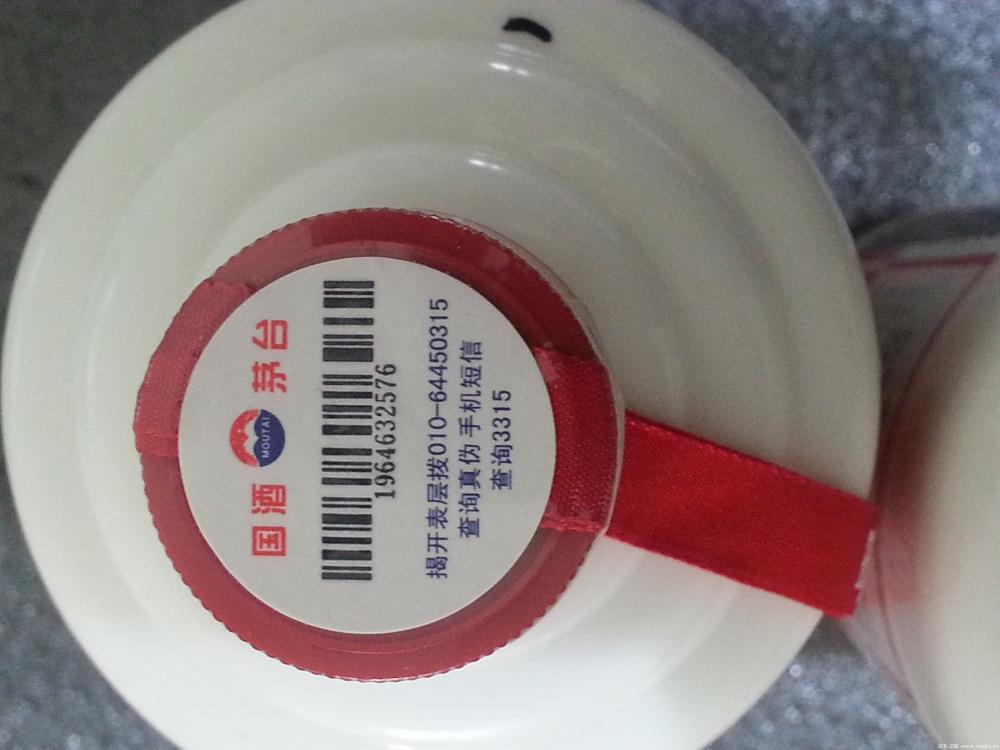 国酒 MOUTAI 茅台
1964632576
揭开表层拨010-64450315
查询真伪 手机短信
查询3315